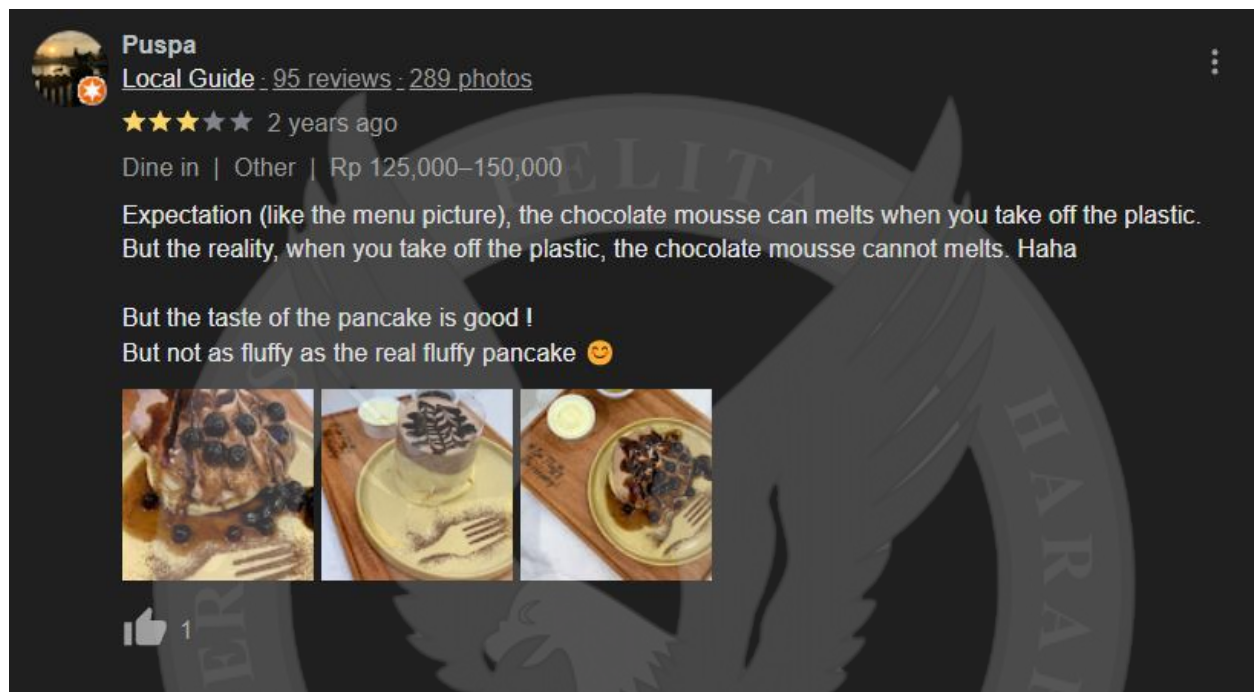 Puspa
Local Guide · 95 reviews · 289 photos
2 years ago
Dine in | Other | Rp 125,000–150,000
Expectation (like the menu picture), the chocolate mousse can melts when you take off the plastic.
But the reality, when you take off the plastic, the chocolate mousse cannot melts. Haha
But the taste of the pancake is good !
But not as fluffy as the real fluffy pancake 😊
1
PELITA
HARA